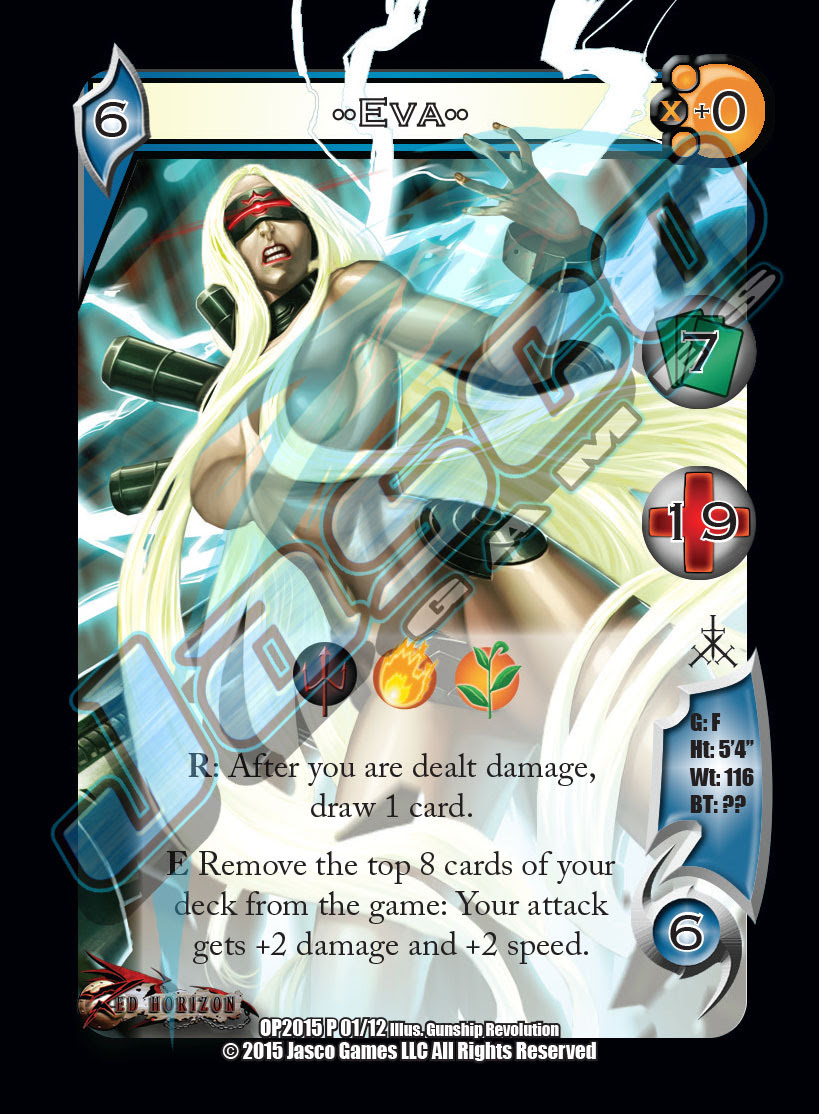 6
••Eva••
X +0
7
19
R: After you are dealt damage,
draw 1 card.
E Remove the top 8 cards of your
deck from the game: Your attack
gets +2 damage and +2 speed.
G: F
Ht: 5'4"
Wt: 116
BT: ??
6
RED HORIZON
OP2015 P 01/12 Illus. Gunship Revolution
© 2015 Jasco Games LLC All Rights Reserved
JASCO
GAMES